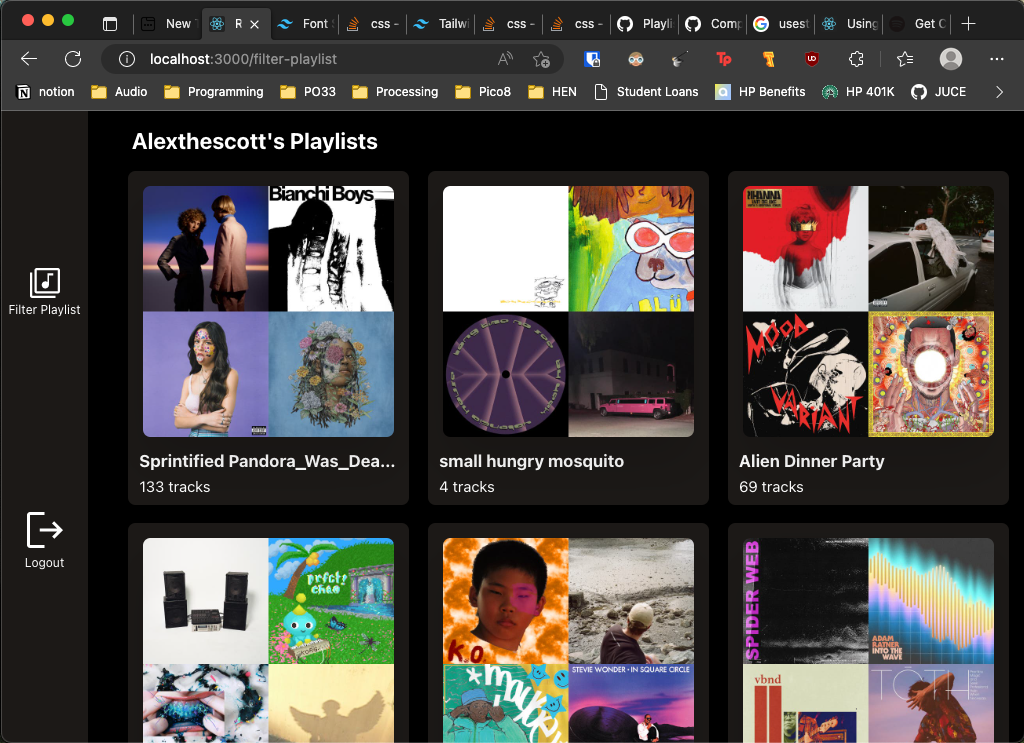 New
R
Font
css -
Tailwi
css -
css -
Playli
Comp
usest
Using
Get C
localhost:3000/filter-playlist
notion
Audio
Programming
PO33
Processing
Pico8
HEN
Student Loans
HP Benefits
HP 401K
JUCE
Alexthescott's Playlists
Filter Playlist
Logout
Bianchi Boys
BLU
RIHANNA
MOOD
VARIANT
Sprintified Pandora_Was_Dea...
133 tracks
small hungry mosquito
4 tracks
Alien Dinner Party
69 tracks
prfct!
chao
K.O.
STEVIE WONDER • IN SQUARE CIRCLE
SPIDER WEB
ADAM
RATNER
INTO THE
WAVE
vbnd
TOTH